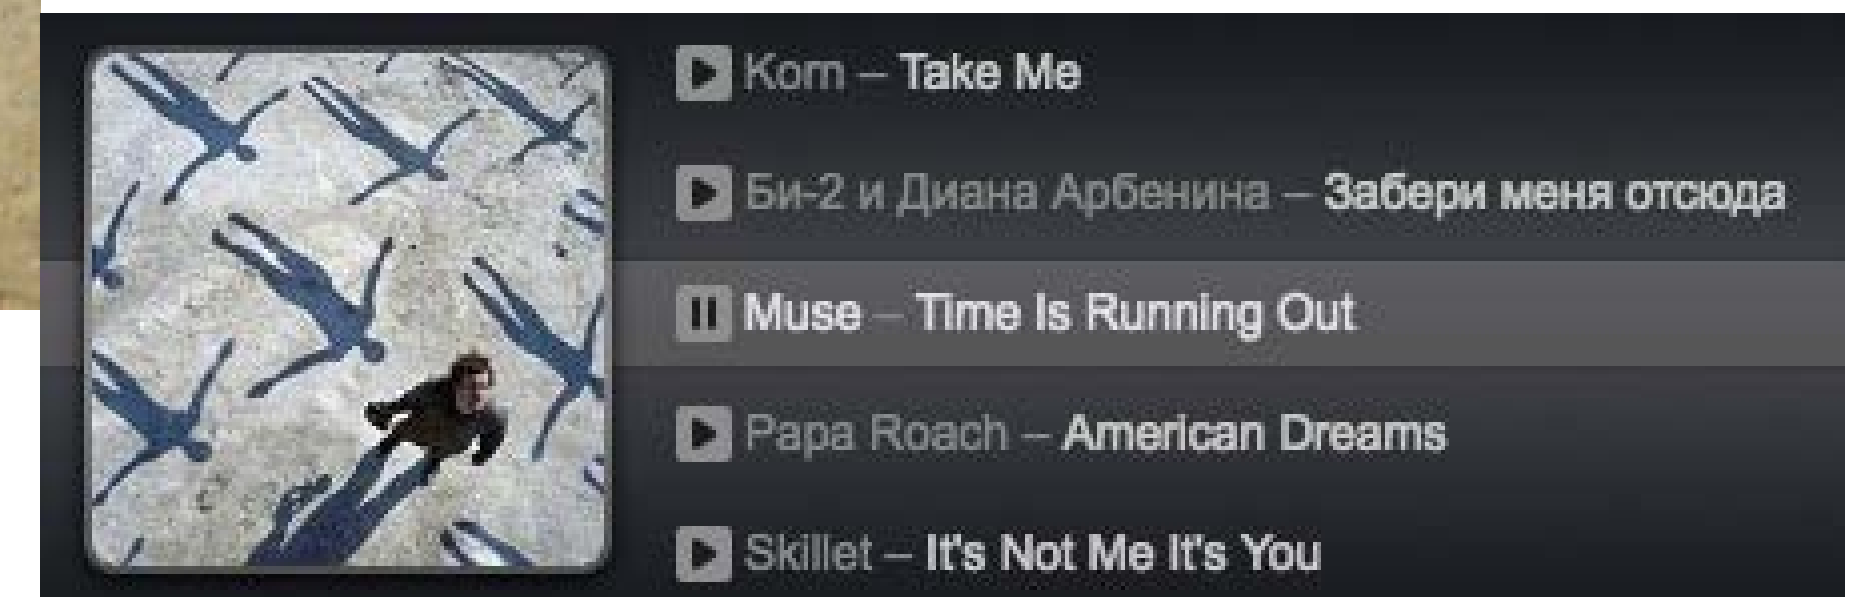 Korn – Take Me
Би-2 и Диана Арбенина – Забери меня отсюда
Muse – Time Is Running Out
Papa Roach – American Dreams
Skillet – It's Not Me It's You